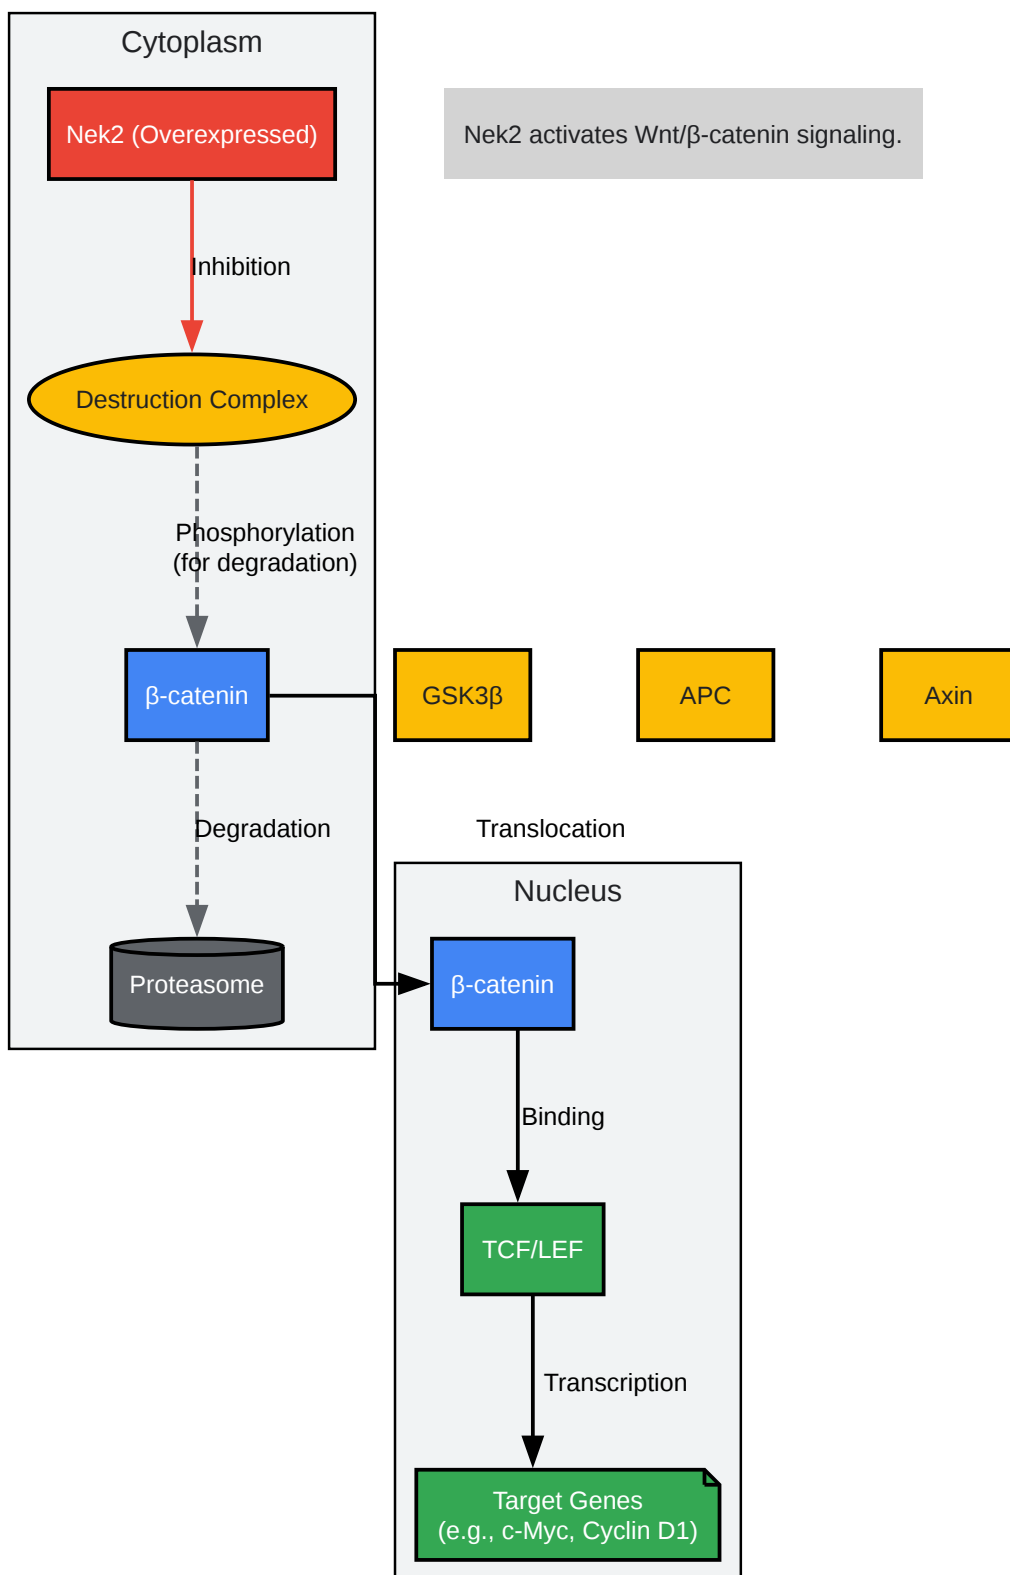 Cytoplasm
Nek2 (Overexpressed)
Nek2 activates Wnt/β-catenin signaling.
Inhibition
Destruction Complex
Phosphorylation
(for degradation)
β-catenin
GSK3β
APC
Axin
Degradation
Translocation
Nucleus
Proteasome
β-catenin
Binding
TCF/LEF
Transcription
Target Genes
(e.g., c-Myc, Cyclin D1)